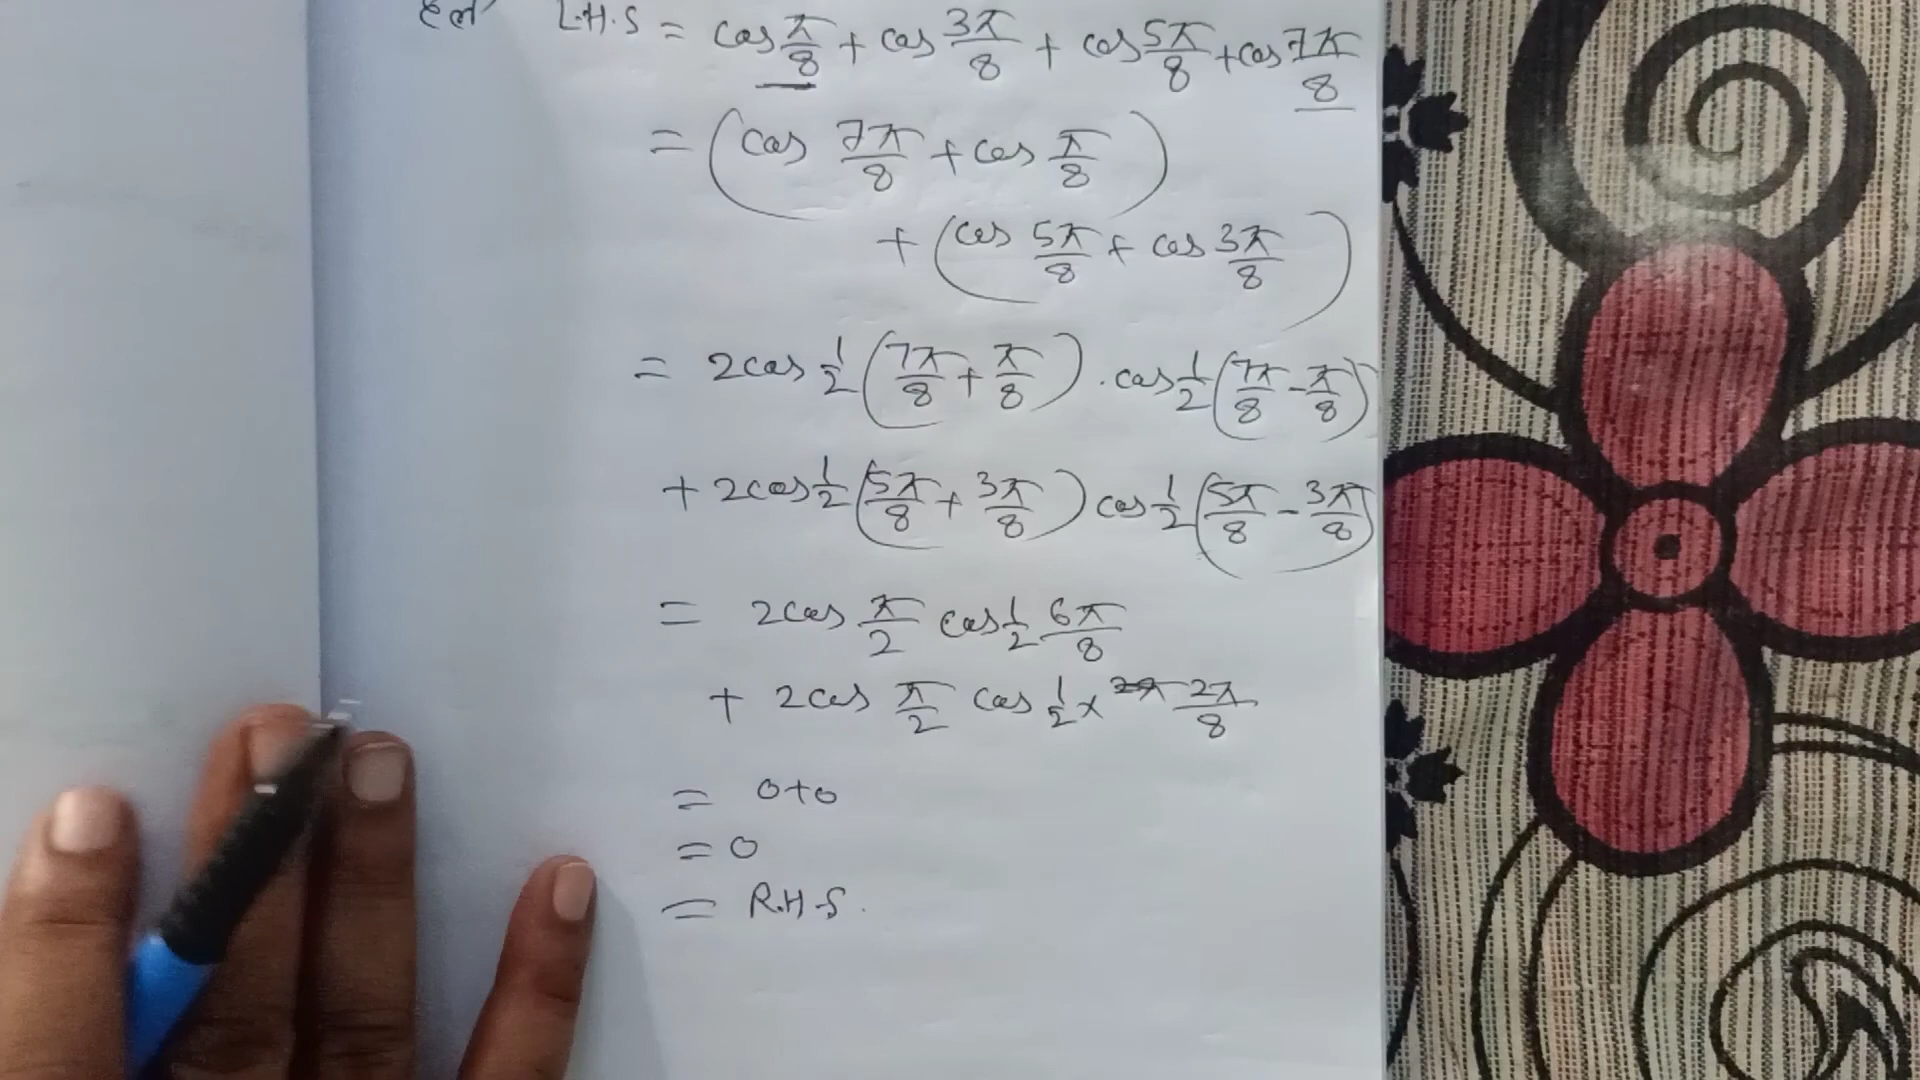 हल L.H.S = cos π/8 + cos 3π/8 + cos 5π/8 + cos 7π/8
= (cos 7π/8 + cos π/8)
+ (cos 5π/8 + cos 3π/8)
= 2cos 1/2 (7π/8 + π/8) . cos 1/2 (7π/8 - π/8)
+ 2cos 1/2 (5π/8 + 3π/8) cos 1/2 (5π/8 - 3π/8)
= 2cos π/2 cos 1/2 6π/8
+ 2cos π/2 cos 1/2 x 2π/8
= 0+0
= 0
= R.H.S.